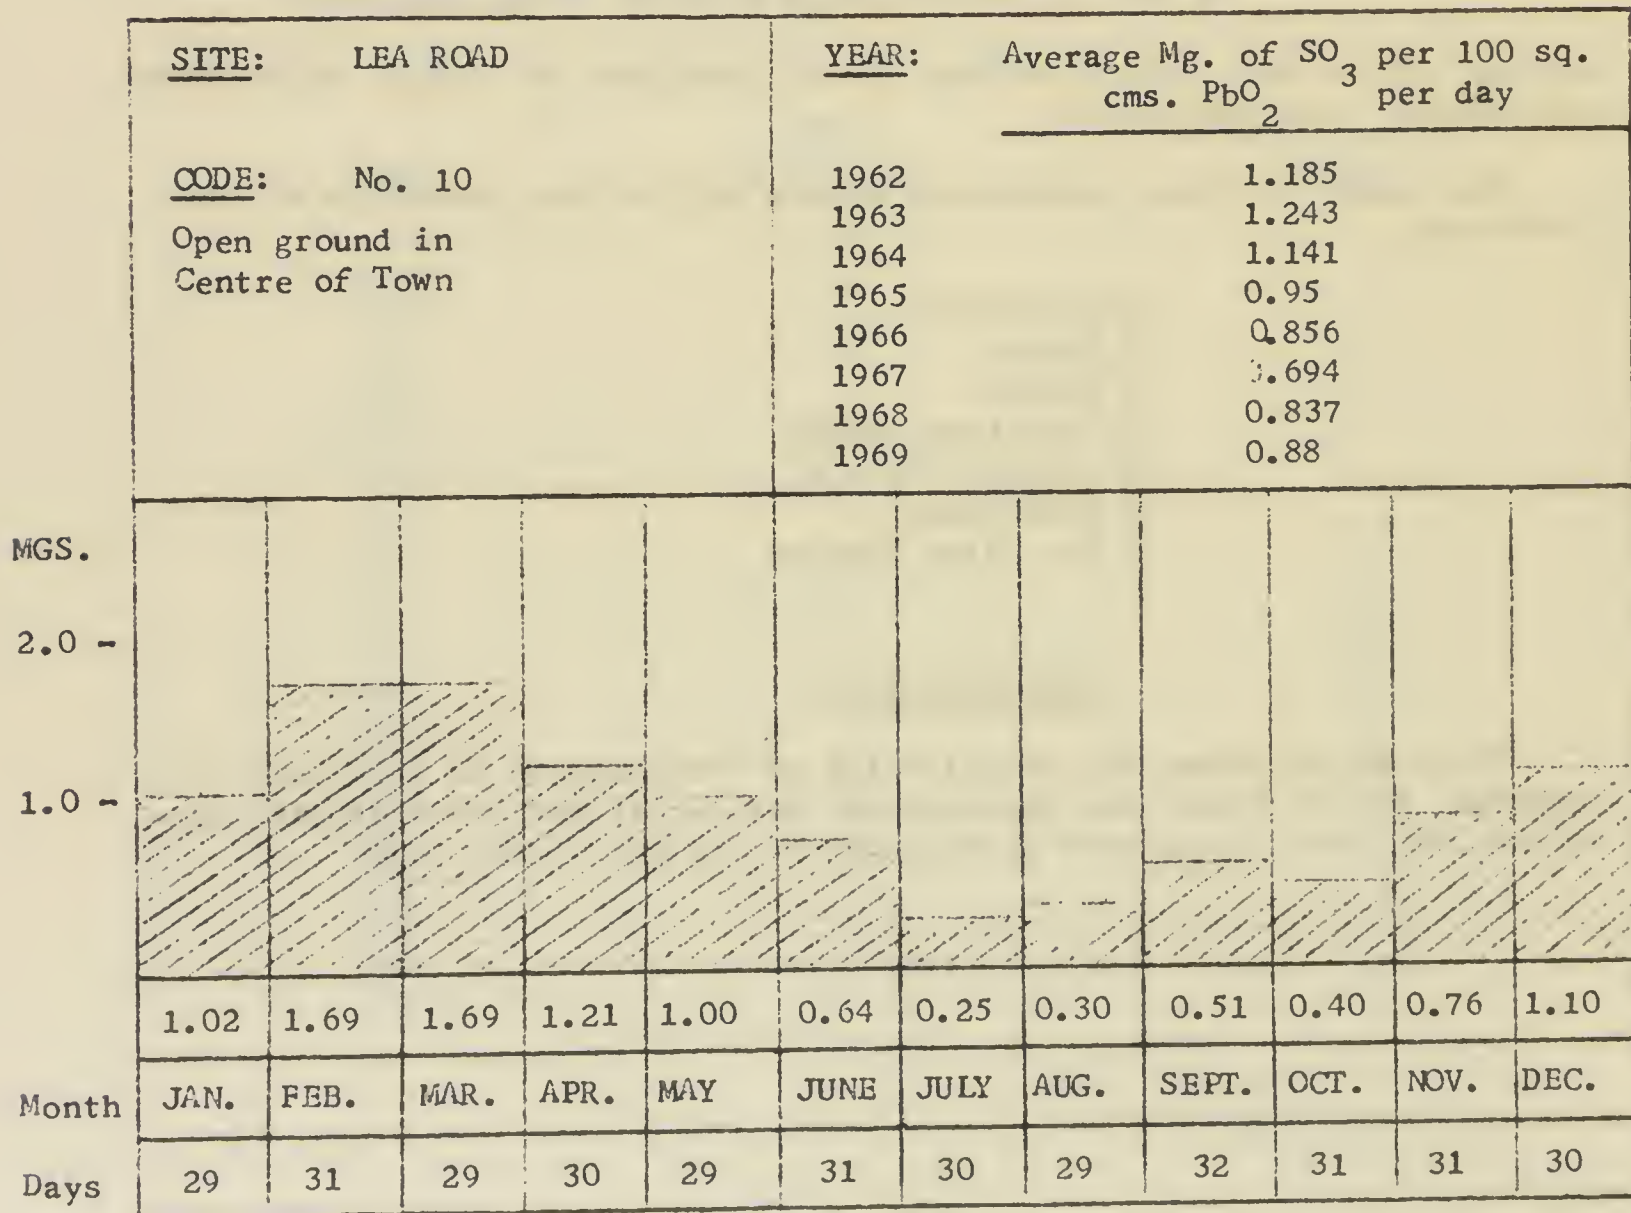 SITE: LEA ROAD
CODE: No. 10
Open ground in
Centre of Town
YEAR: Average Mg. of SO3 per 100 sq.
cms. PbO2 per day
1962 1.185
1963 1.243
1964 1.141
1965 0.95
1966 0.856
1967 .694
1968 0.837
1969 0.88
MGS.
2.0 -
1.0 -
1.02 1.69 1.69 1.21 1.00 0.64 0.25 0.30 0.51 0.40 0.76 1.10
Month JAN. FEB. MAR. APR. MAY JUNE JULY AUG. SEPT. OCT. NOV. DEC.
Days 29 31 29 30 29 31 30 29 32 31 31 30